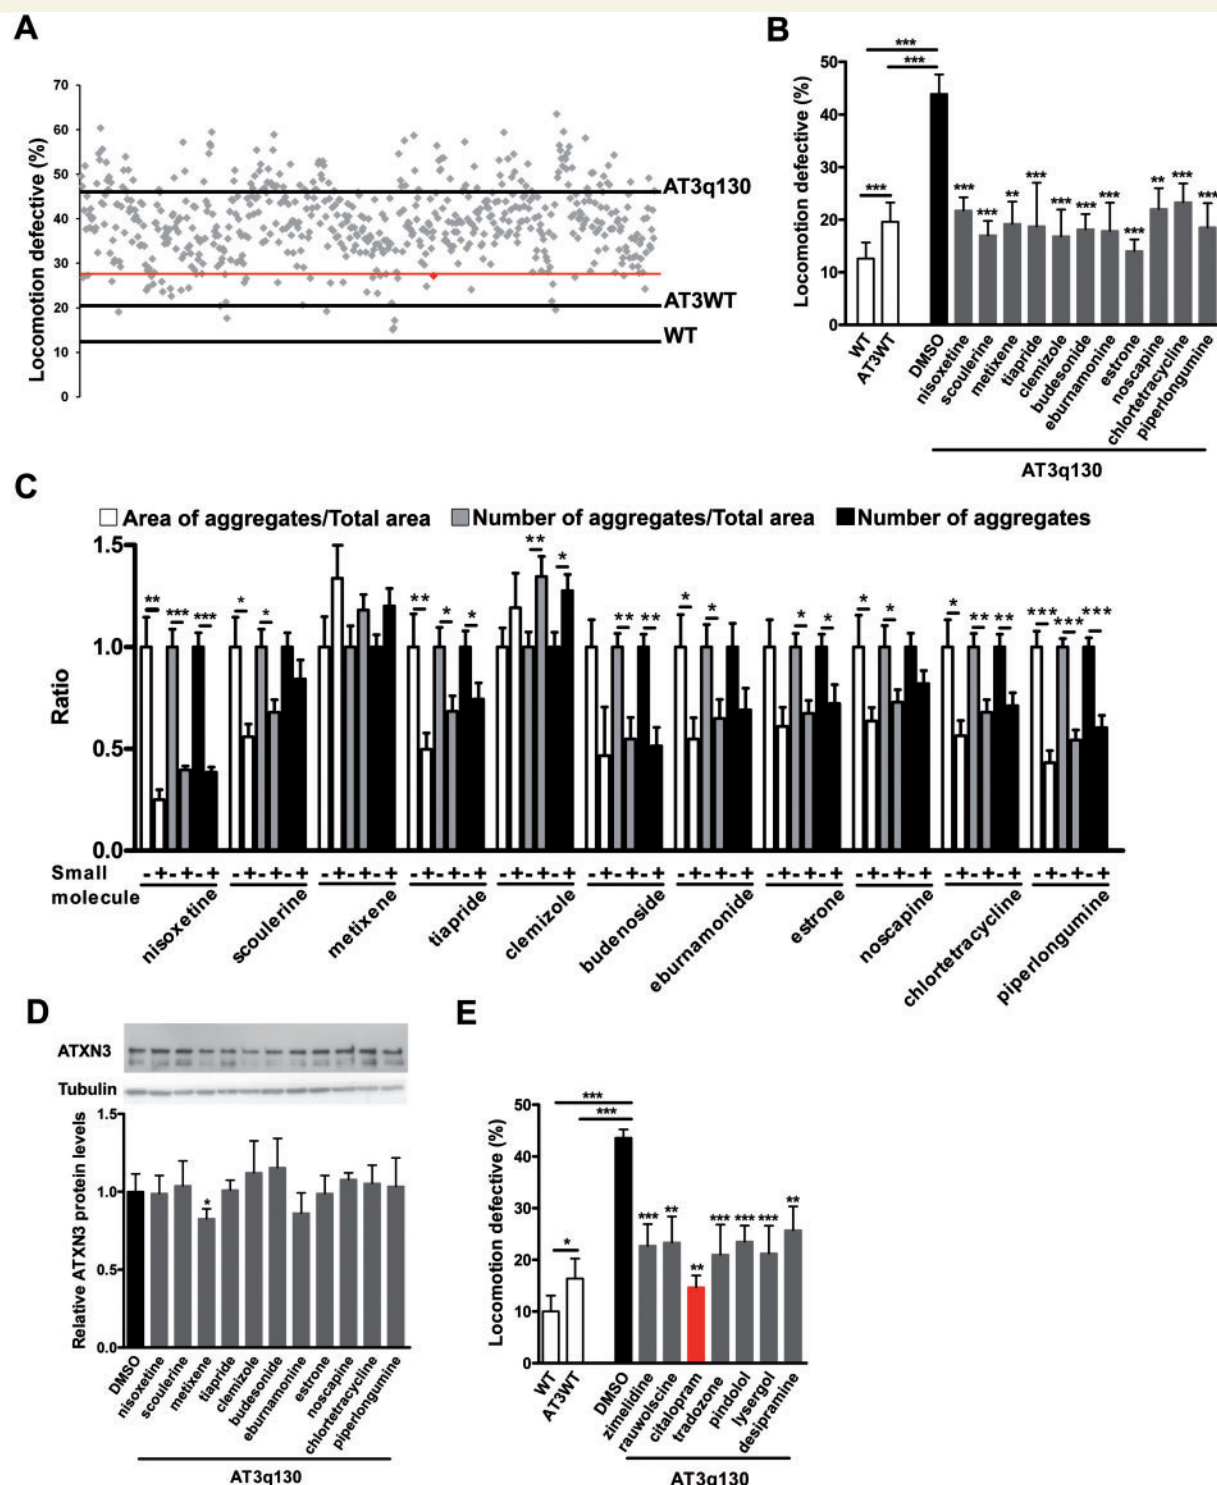 A
Locomotion defective (%)
70
60
50
40
30
20
10
0
AT3q130
AT3WT
WT
B
Locomotion defective (%)
50
40
30
20
10
0
*** 
***
***
***
***
**
***
***
***
***
***
**
***
***
WT
AT3WT
DMSO
nisoxetine
scoulerine
metixene
tiapride
clemizole
budesonide
eburnamonine
estrone
noscapine
chlortetracycline
piperlongumine
AT3q130
C
Area of aggregates/Total area Number of aggregates/Total area Number of aggregates
Ratio
1.5
1.0
0.5
0.0
** *** *** * * ** * * ** * ** ** * * * * * * * ** ** *** *** ***
Small
molecule
-+-+-+ -+-+-+ -+-+-+ -+-+-+ -+-+-+ -+-+-+ -+-+-+ -+-+-+ -+-+-+ -+-+-+ -+-+-+
nisoxetine
scoulerine
metixene
tiapride
clemizole
budenoside
eburnamonide
estrone
noscapine
chlortetracycline
piperlongumine
D
ATXN3
Tubulin
Relative ATXN3 protein levels
1.5
1.0
0.5
0.0
*
DMSO
nisoxetine
scoulerine
metixene
tiapride
clemizole
budesonide
eburnamonine
estrone
noscapine
chlortetracycline
piperlongumine
AT3q130
E
Locomotion defective (%)
50
40
30
20
10
0
***
***
*
***
**
**
***
***
***
**
WT
AT3WT
DMSO
zimelidine
rauwolscine
citalopram
tradozone
pindolol
lysergol
desipramine
AT3q130